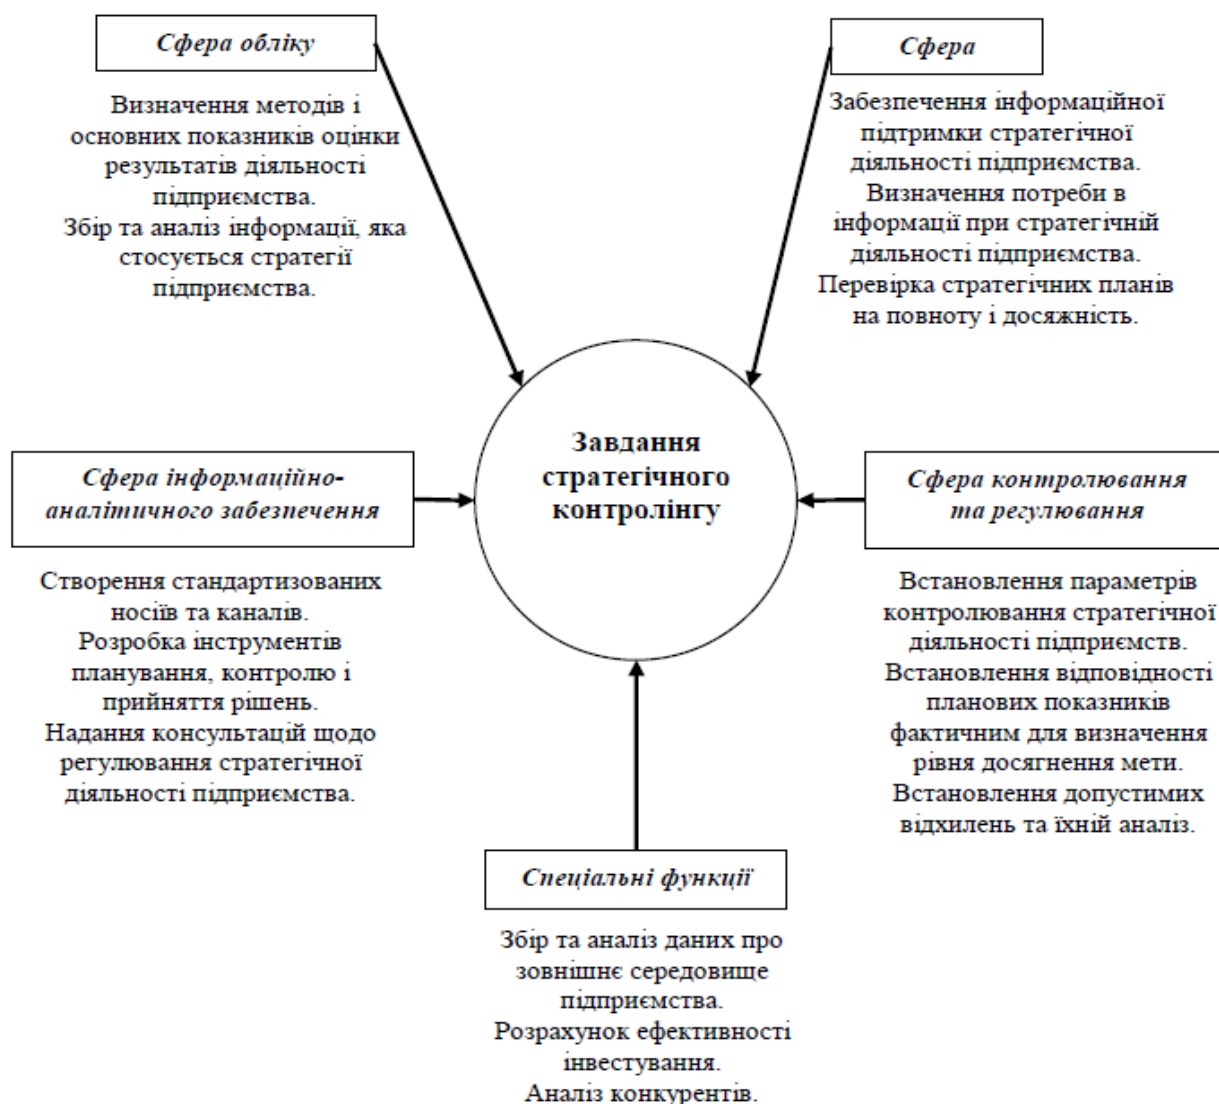 Сфера обліку
Визначення методів і
основних показників оцінки
результатів діяльності
підприємства.
Збір та аналіз інформації, яка
стосується стратегії
підприємства.
Сфера
Забезпечення інформаційної
підтримки стратегічної
діяльності підприємства.
Визначення потреби в
інформації при стратегічній
діяльності підприємства.
Перевірка стратегічних планів
на повноту і досяжність.
Завдання
стратегічного
контролінгу
Сфера інформаційно-
аналітичного забезпечення
Створення стандартизованих
носіїв та каналів.
Розробка інструментів
планування, контролю і
прийняття рішень.
Надання консультацій щодо
регулювання стратегічної
діяльності підприємства.
Сфера контролювання
та регулювання
Встановлення параметрів
контролювання стратегічної
діяльності підприємств.
Встановлення відповідності
планових показників
фактичним для визначення
рівня досягнення мети.
Встановлення допустимих
відхилень та їхній аналіз.
Спеціальні функції
Збір та аналіз даних про
зовнішнє середовище
підприємства.
Розрахунок ефективності
інвестування.
Аналіз конкурентів.